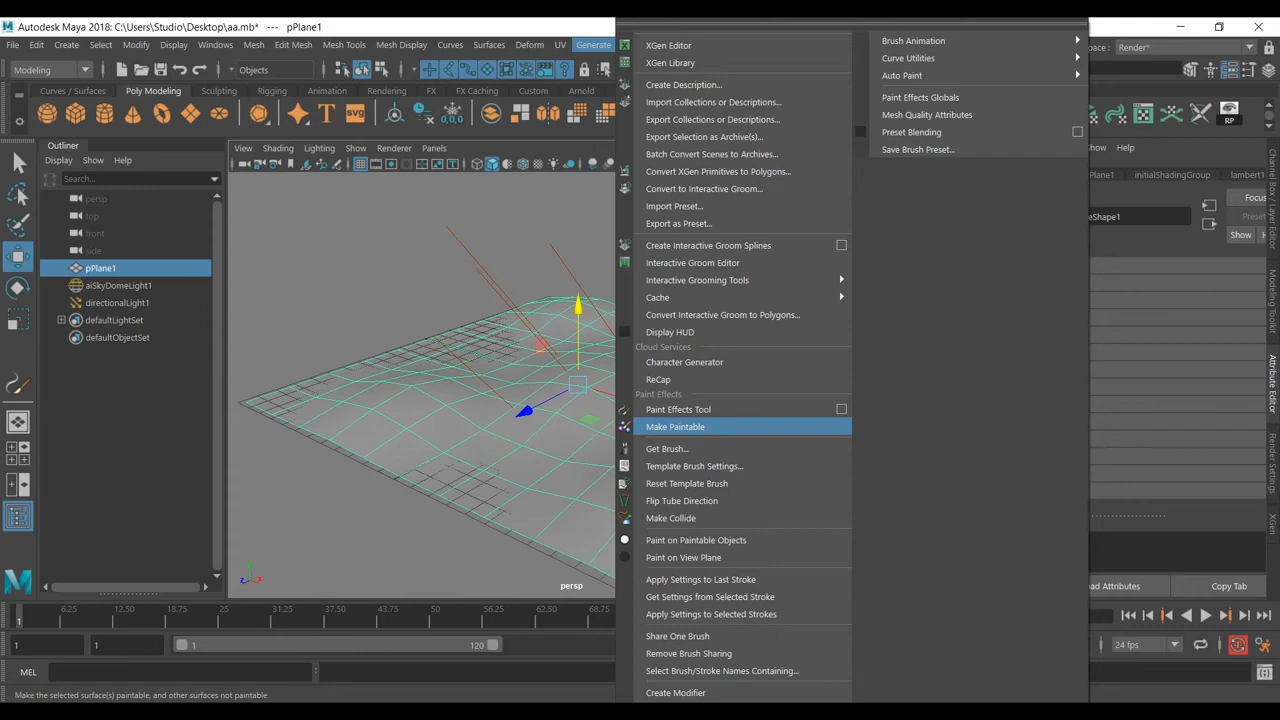 Autodesk Maya 2018: C:\Users\Studio\Desktop\aa.mb* --- pPlane1
File Edit Create Select Modify Display Windows Mesh Edit Mesh Mesh Tools Mesh Display Curves Surfaces Deform UV Generate
ace: Render*
Modeling Objects
Curves / Surfaces Poly Modeling Sculpting Rigging Animation Rendering FX FX Caching Custom Arnold
SVG 0,0,0 RP
Outliner
Display Show Help
Search...
persp
top
front
side
pPlane1
aiSkyDomeLight1
directionalLight1
defaultLightSet
defaultObjectSet
View Shading Lighting Show Renderer Panels
persp
XGen Editor
XGen Library
Create Description...
Import Collections or Descriptions...
Export Collections or Descriptions...
Export Selection as Archive(s)...
Batch Convert Scenes to Archives...
Convert XGen Primitives to Polygons...
Convert to Interactive Groom...
Import Preset...
Export as Preset...
Create Interactive Groom Splines
Interactive Groom Editor
Interactive Grooming Tools
Cache
Convert Interactive Groom to Polygons...
Display HUD
Cloud Services
Character Generator
ReCap
Paint Effects
Paint Effects Tool
Make Paintable
Get Brush...
Template Brush Settings...
Reset Template Brush
Flip Tube Direction
Make Collide
Paint on Paintable Objects
Paint on View Plane
Apply Settings to Last Stroke
Get Settings from Selected Stroke
Apply Settings to Selected Strokes
Share One Brush
Remove Brush Sharing
Select Brush/Stroke Names Containing...
Create Modifier
Brush Animation
Curve Utilities
Auto Paint
Paint Effects Globals
Mesh Quality Attributes
Preset Blending
Save Brush Preset...
how Help
Plane1 initialShadingGroup lambert1
Focus
eShape1 Preset
Show H
oad Attributes Copy Tab
Channel Box / Layer Editor
Modeling Toolkit
Attribute Editor
Render Settings
XGen
1 6.25 12.50 18.75 25 31.25 37.50 43.75 50 56.25 62.50 68.75
1 1 1 120 24 fps
MEL
Make the selected surface(s) paintable, and other surfaces not paintable